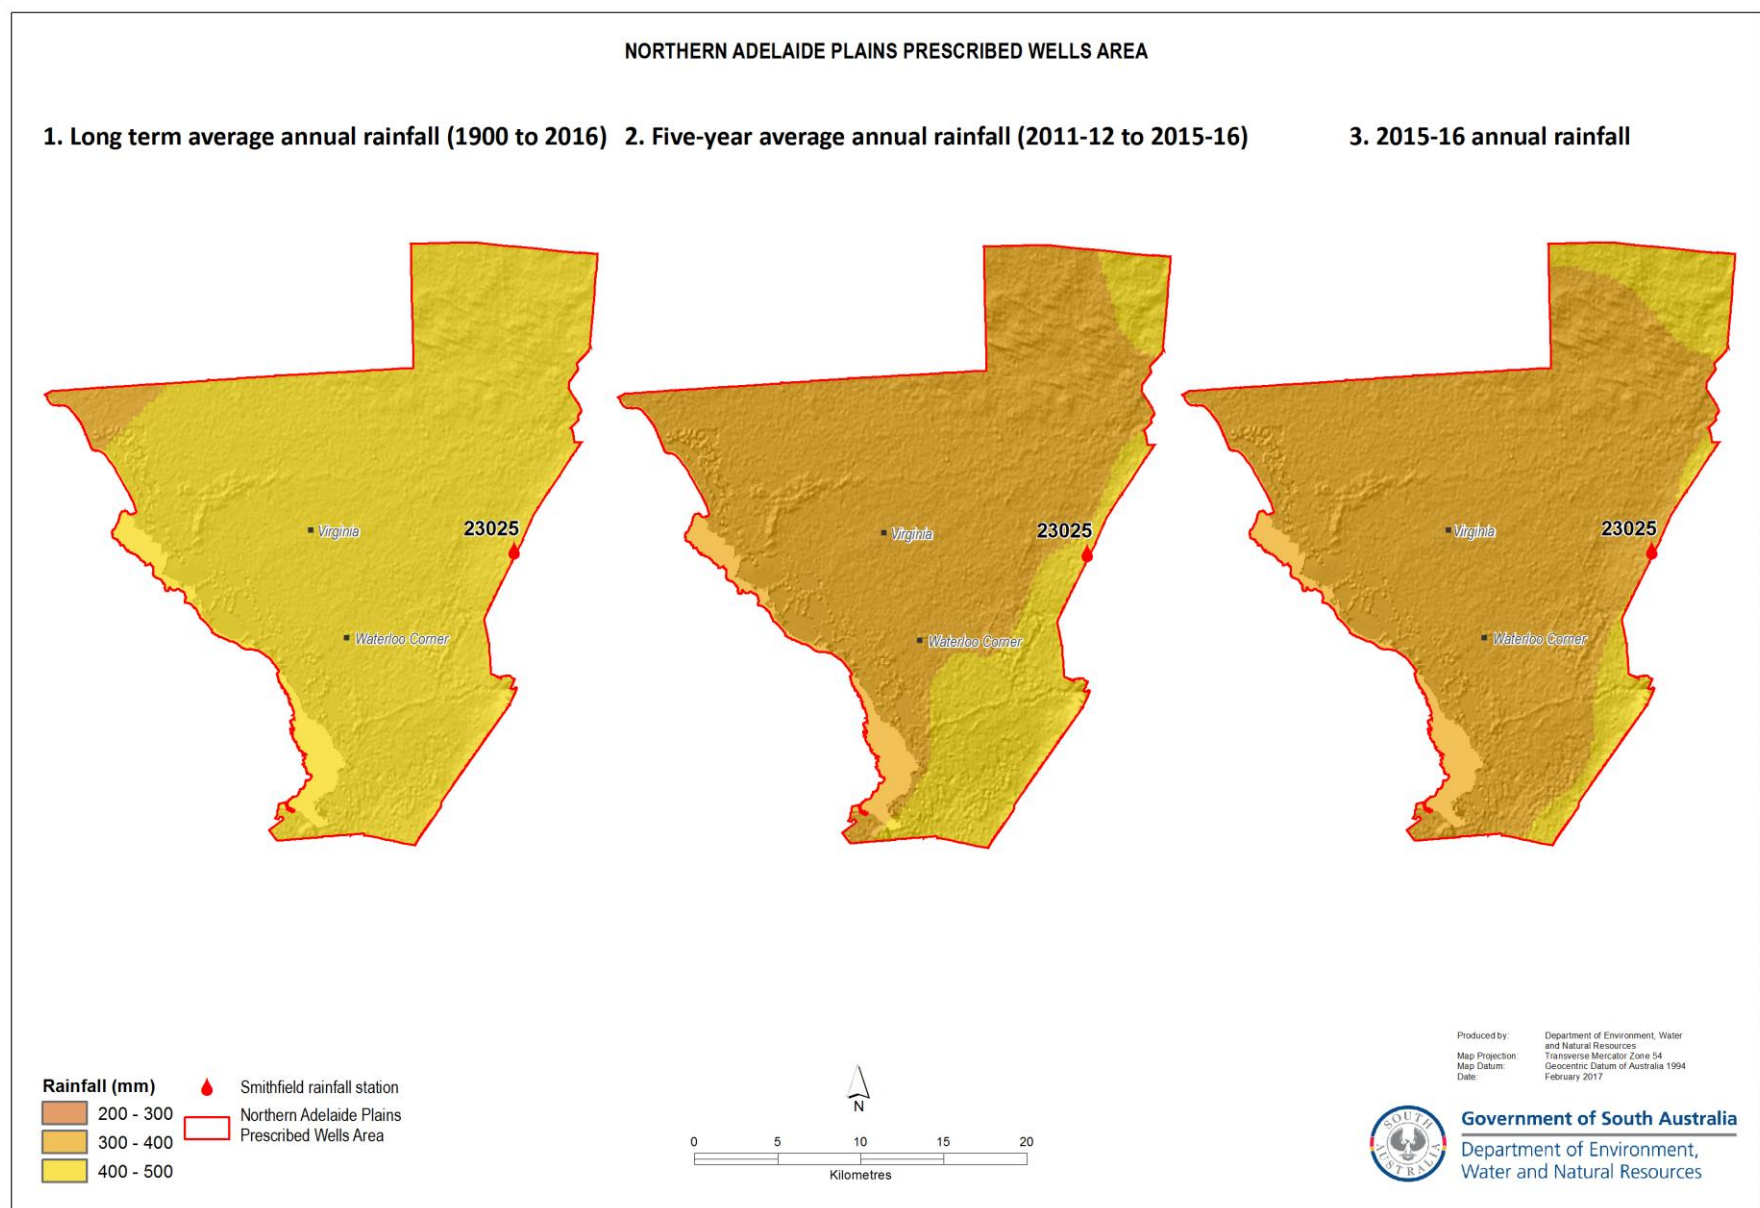 NORTHERN ADELAIDE PLAINS PRESCRIBED WELLS AREA
1. Long term average annual rainfall (1900 to 2016)
2. Five-year average annual rainfall (2011-12 to 2015-16)
3. 2015-16 annual rainfall
Virginia
23025
Waterloo Corner
Virginia
23025
Waterloo Corner
Virginia
23025
Waterloo Corner
Rainfall (mm)
200 - 300
300 - 400
400 - 500
Smithfield rainfall station
Northern Adelaide Plains
Prescribed Wells Area
N
0 5 10 15 20
Kilometres
Produced by: Department of Environment, Water
and Natural Resources
Map Projection: Transverse Mercator Zone 54
Map Datum: Geocentric Datum of Australia 1994
Date: February 2017
SOUTH
AUSTRALIA
Government of South Australia
Department of Environment,
Water and Natural Resources